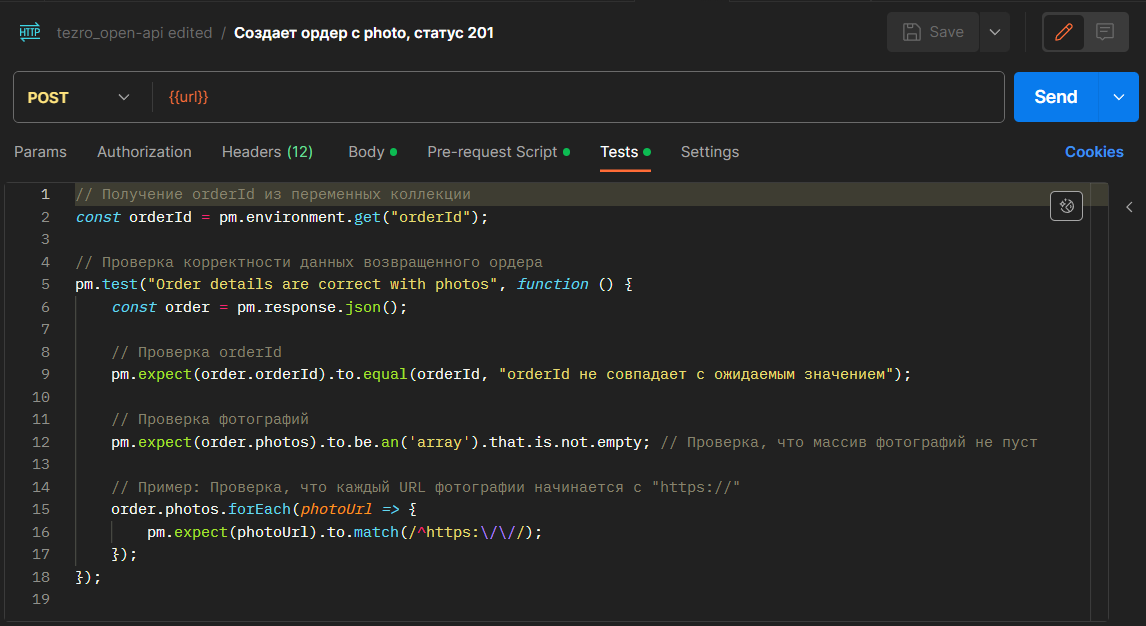 HTTP tezro_open-api edited / Создает ордер с photo, статус 201 Save
POST {{url}} Send
Params Authorization Headers (12) Body Pre-request Script Tests Settings Cookies
1 // Получение orderId из переменных коллекции
2 const orderId = pm.environment.get("orderId");
3
4 // Проверка корректности данных возвращенного ордера
5 pm.test("Order details are correct with photos", function () {
6 const order = pm.response.json();
7
8 // Проверка orderId
9 pm.expect(order.orderId).to.equal(orderId, "orderId не совпадает с ожидаемым значением");
10
11 // Проверка фотографий
12 pm.expect(order.photos).to.be.an('array').that.is.not.empty; // Проверка, что массив фотографий не пуст
13
14 // Пример: Проверка, что каждый URL фотографии начинается с "https://"
15 order.photos.forEach(photoUrl => {
16 pm.expect(photoUrl).to.match(/^https:\/\//);
17 });
18 });
19